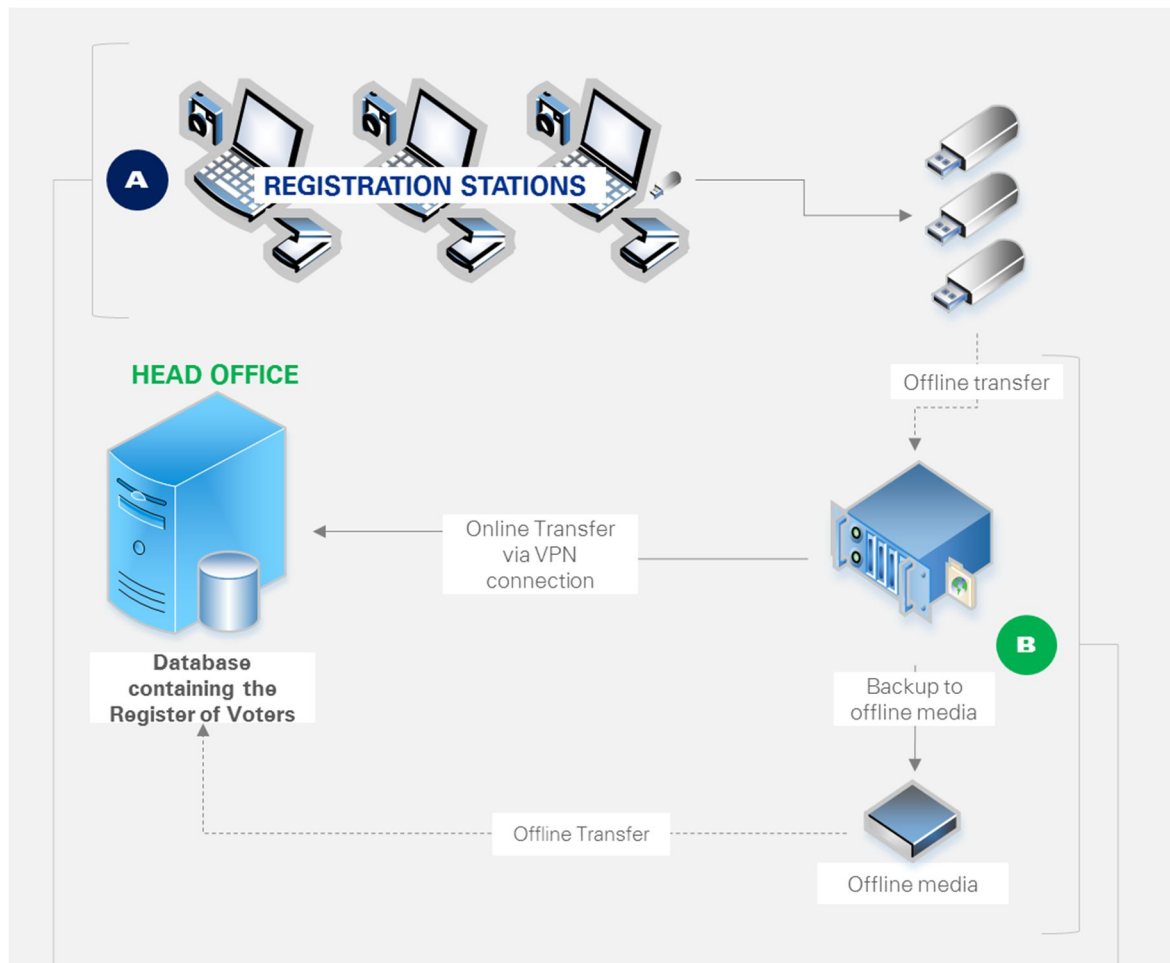 A
REGISTRATION STATIONS
HEAD OFFICE
Offline transfer
Online Transfer
via VPN
connection
B
Database
containing the
Register of Voters
Backup to
offline media
Offline Transfer
Offline media